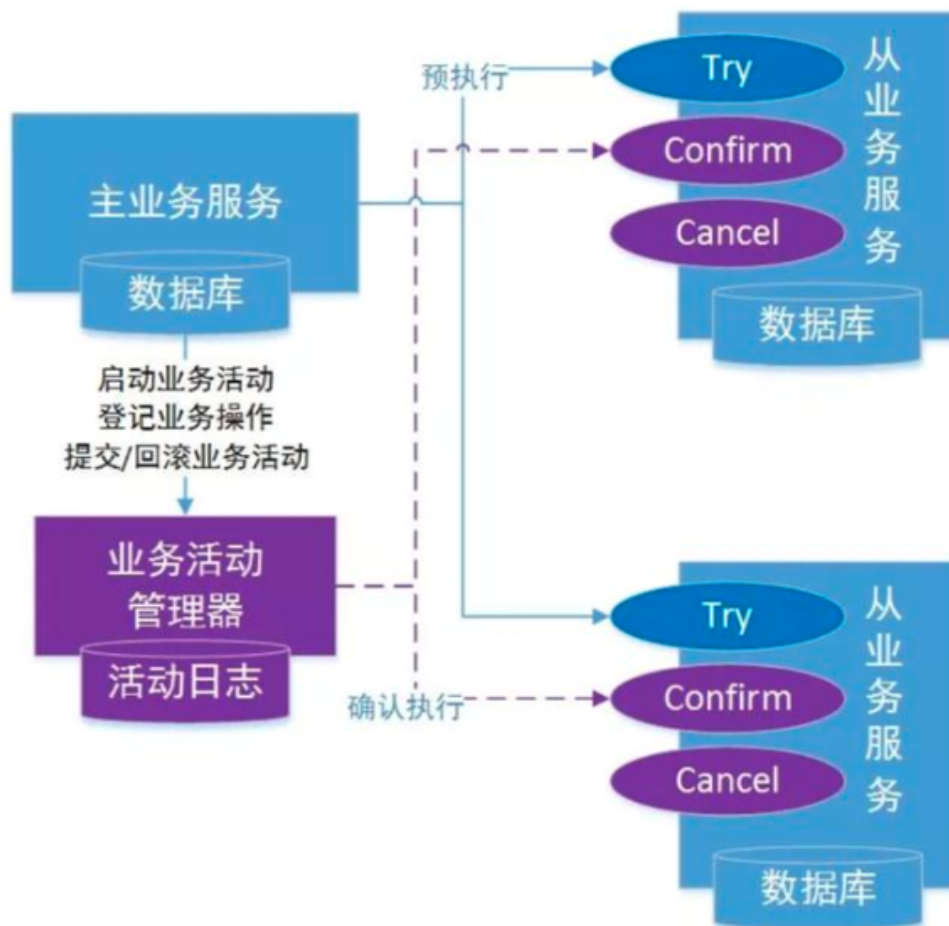 预执行
Try
Confirm
Cancel
从业务服务
数据库
主业务服务
数据库
启动业务活动
登记业务操作
提交/回滚业务活动
业务活动
管理器
活动日志
确认执行
Try
Confirm
Cancel
从业务服务
数据库